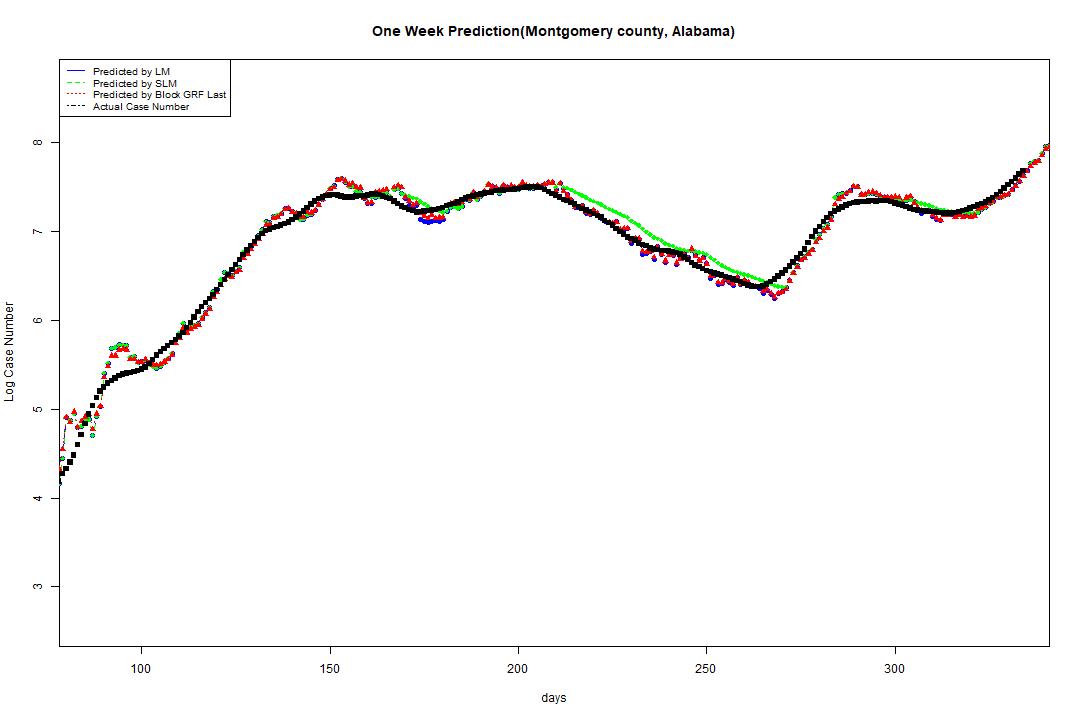 One Week Prediction(Montgomery county, Alabama)
Predicted by LM
Predicted by SLM
Predicted by Block GRF Last
Actual Case Number
8
7
6
5
4
3
Log Case Number
100 150 200 250 300
days